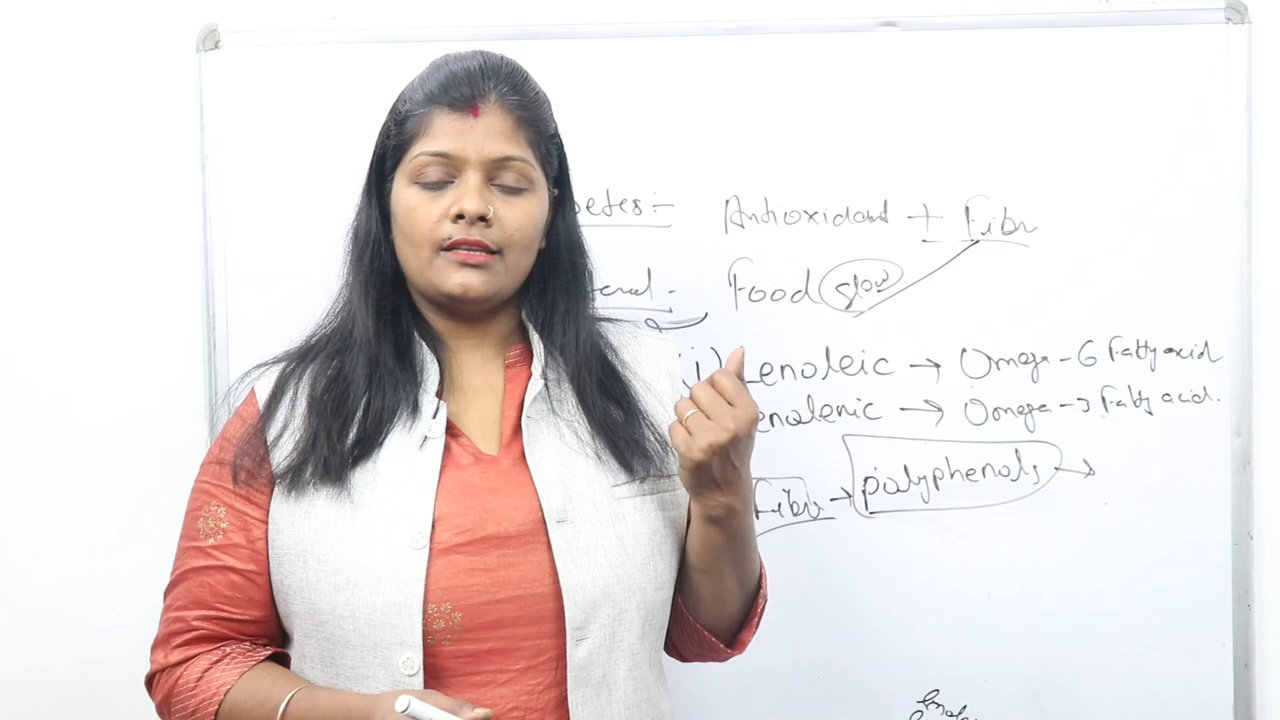 betes:- Antioxidant + Fibr
Food slow
(i) Lenoleic → Omega-6 Fatty acid
enolenic → Omega-3 Fatty acid.
Fibr → polyphenols →